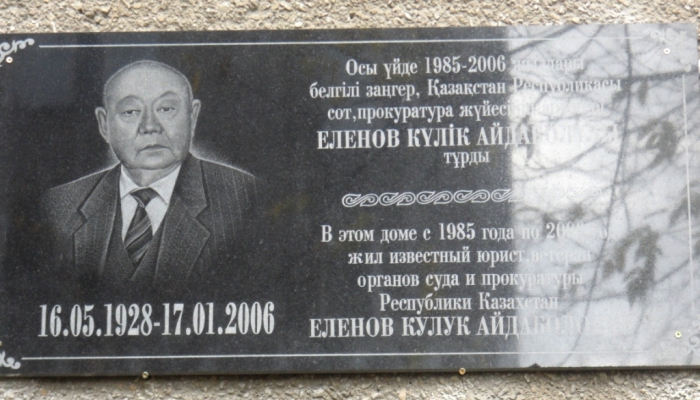 Осы үйде 1985-2006
белгілі заңгер, Қазақстан Республикасы
сот,прокуратура
ЕЛЕНОВ КҮЛІК
тұрды
В этом доме с 1985 года по
жил известный юрист,ветеран
органов суда и прокуратуры
Республики Казахстан
ЕЛЕНОВ КУЛУК
16.05.1928-17.01.2006